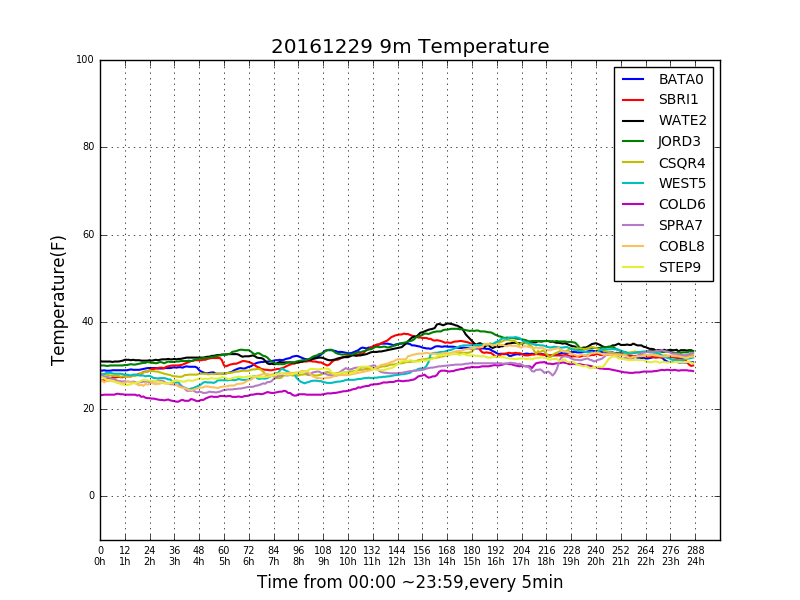 20161229 9m Temperature
Temperature(F)
100
80
60
40
20
0
BATA0
SBRI1
WATE2
JORD3
CSQR4
WEST5
COLD6
SPRA7
COBL8
STEP9
0 12 24 36 48 60 72 84 96 108 120 132 144 156 168 180 192 204 216 228 240 252 264 276 288
0h 1h 2h 3h 4h 5h 6h 7h 8h 9h 10h 11h 12h 13h 14h 15h 16h 17h 18h 19h 20h 21h 22h 23h 24h
Time from 00:00 ~23:59,every 5min